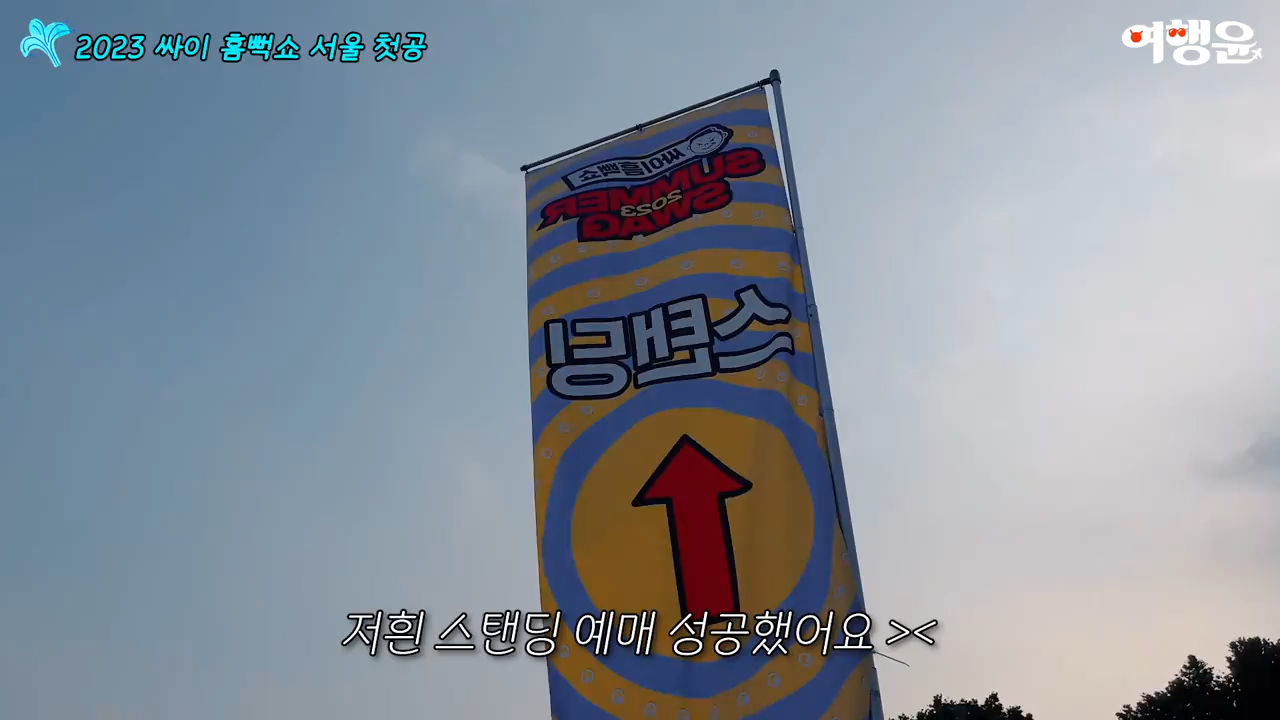 2023 싸이 흠뻑쇼 서울 첫공
여행윤
싸이흠뻑쇼
SUMMER
2023
SWAG
스탠딩
저흰 스탠딩 예매 성공했어요 ><